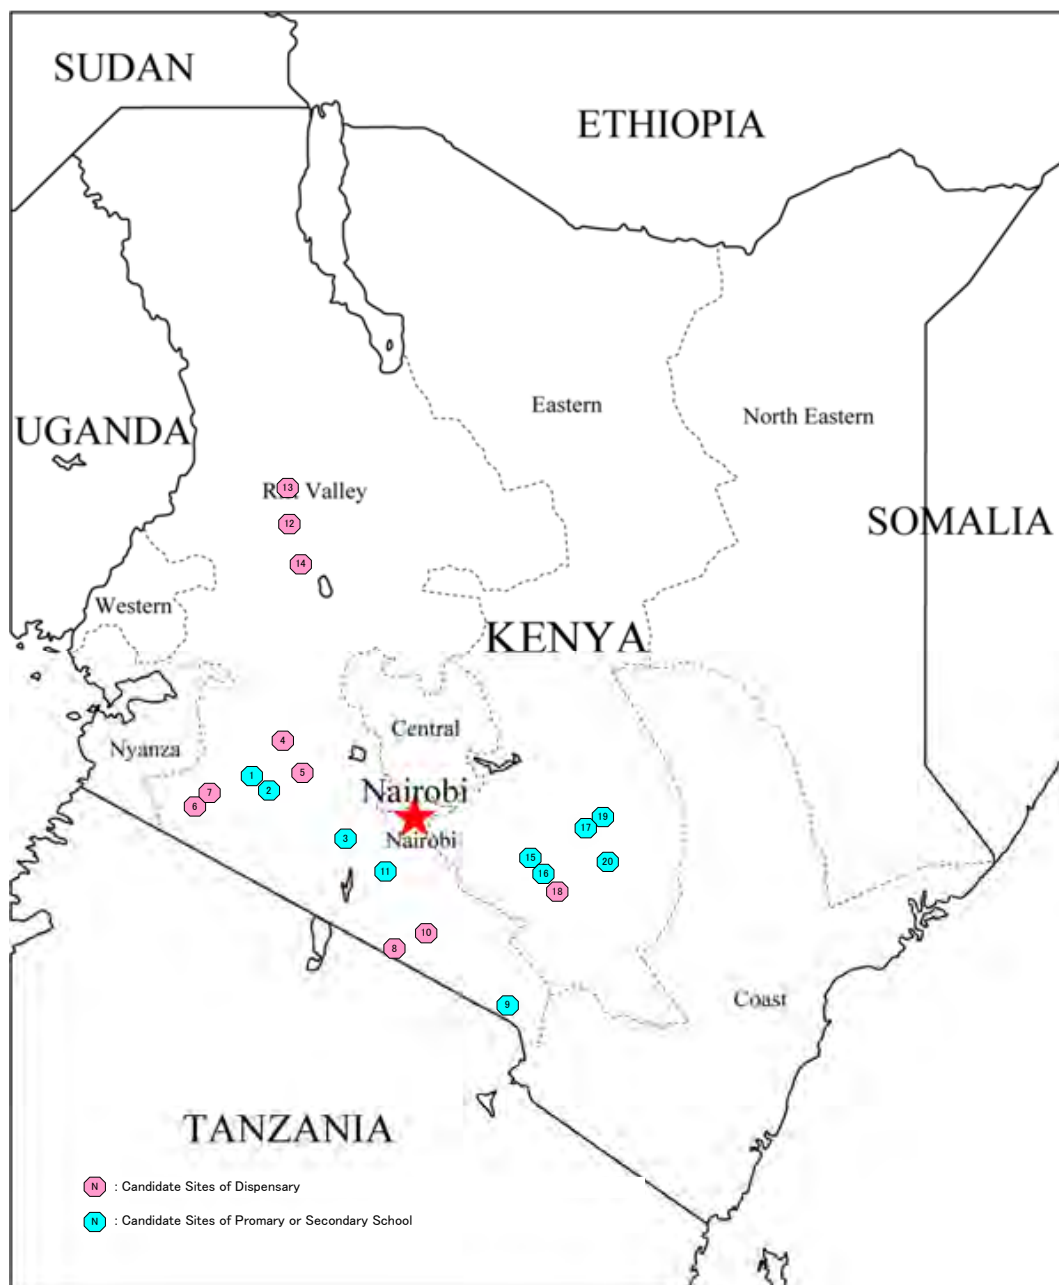 SUDAN
ETHIOPIA
Eastern
North Eastern
UGANDA
13
Valley
12
SOMALIA
14
Western
KENYA
Central
Nyanza
4
1
5
2
7
Nairobi
6
19
17
3
Nairobi
15
20
11
16
18
10
8
Coast
9
TANZANIA
N : Candidate Sites of Dispensary
N : Candidate Sites of Promary or Secondary School